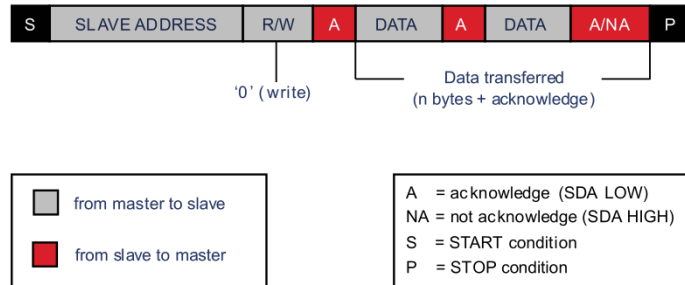 S SLAVE ADDRESS R/W A DATA A DATA A/NA P
‘0’ (write)
Data transferred
(n bytes + acknowledge)
from master to slave
from slave to master
A = acknowledge (SDA LOW)
NA = not acknowledge (SDA HIGH)
S = START condition
P = STOP condition